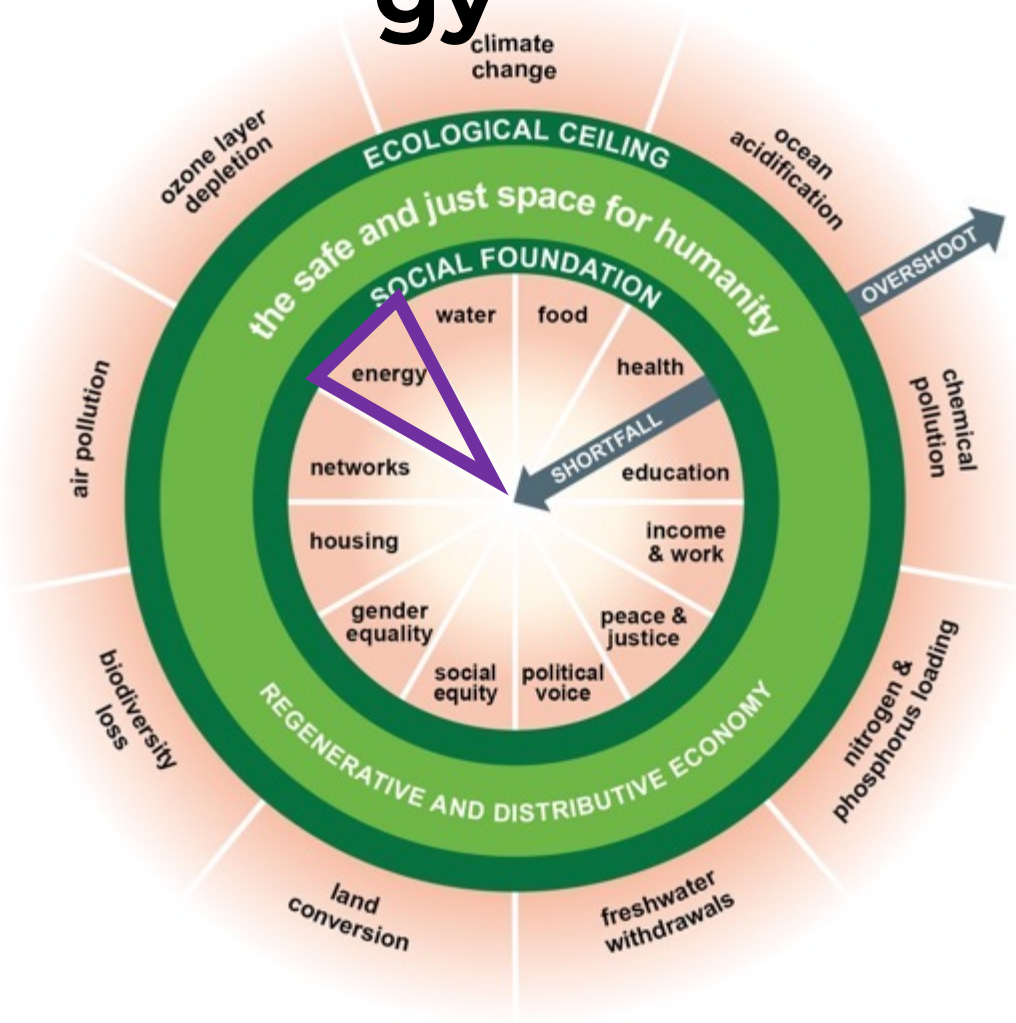 gy
climate
change
ozone layer
depletion
ocean
acidification
ECOLOGICAL CEILING
the safe and just space for humanity
OVERSHOOT
SOCIAL FOUNDATION
water
food
energy
health
air pollution
chemical
pollution
SHORTFALL
networks
education
housing
income
& work
gender
equality
peace &
justice
social
equity
political
voice
biodiversity
loss
nitrogen &
phosphorus loading
REGENERATIVE AND DISTRIBUTIVE ECONOMY
land
conversion
freshwater
withdrawals